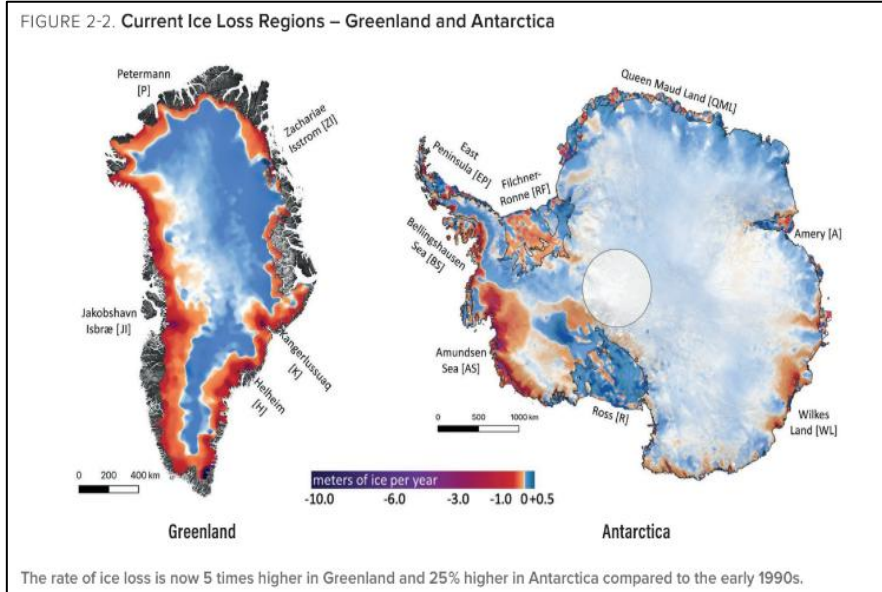 FIGURE 2-2. Current Ice Loss Regions – Greenland and Antarctica
Petermann
[P]
Zachariae
Isstrom [ZI]
Jakobshavn
Isbræ [JI]
Kangerlussuaq
[K]
Helheim
[H]
0 200 400 km
Greenland
Queen Maud Land [QML]
East
Peninsula [EP]
Filchner-
Ronne [RF]
Bellingshausen
Sea [BS]
Amery [A]
Amundsen
Sea [AS]
Ross [R]
Wilkes
Land [WL]
0 500 1000 km
Antarctica
meters of ice per year
-10.0 -6.0 -3.0 -1.0 0 +0.5
The rate of ice loss is now 5 times higher in Greenland and 25% higher in Antarctica compared to the early 1990s.